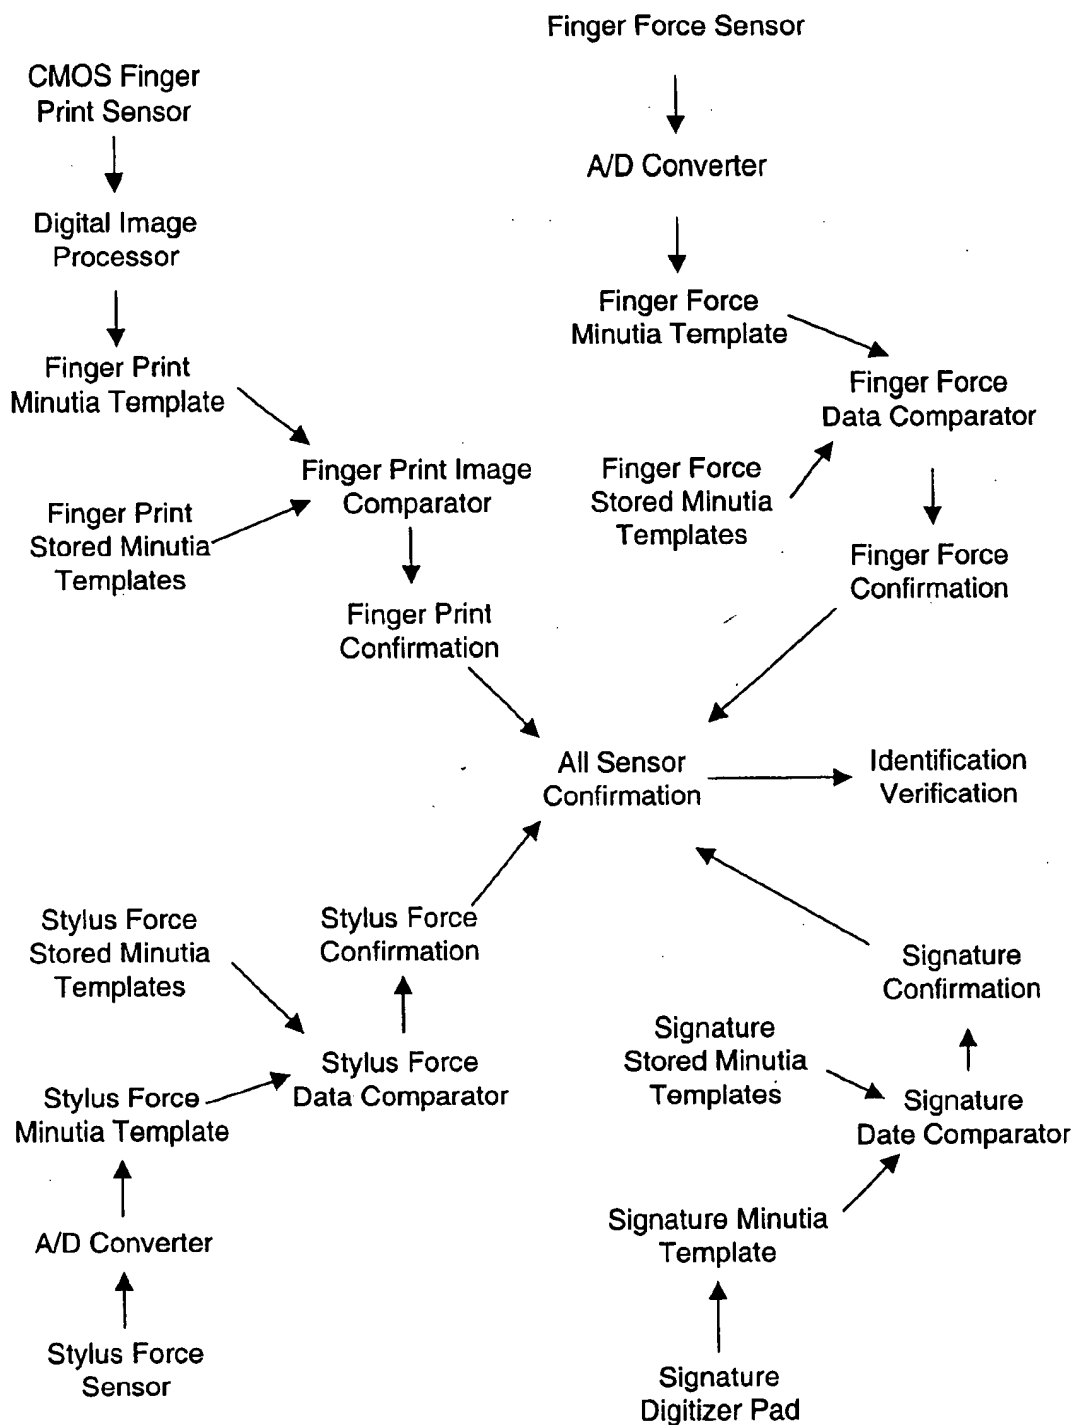 Finger Force Sensor
CMOS Finger
Print Sensor
A/D Converter
Digital Image
Processor
Finger Force
Minutia Template
Finger Print
Minutia Template
Finger Force
Data Comparator
Finger Print Image
Comparator
Finger Force
Stored Minutia
Templates
Finger Print
Stored Minutia
Templates
Finger Force
Confirmation
Finger Print
Confirmation
All Sensor
Confirmation
Identification
Verification
Stylus Force
Stored Minutia
Templates
Stylus Force
Confirmation
Signature
Confirmation
Signature
Stored Minutia
Templates
Stylus Force
Data Comparator
Stylus Force
Minutia Template
Signature
Date Comparator
Signature Minutia
Template
A/D Converter
Stylus Force
Sensor
Signature
Digitizer Pad